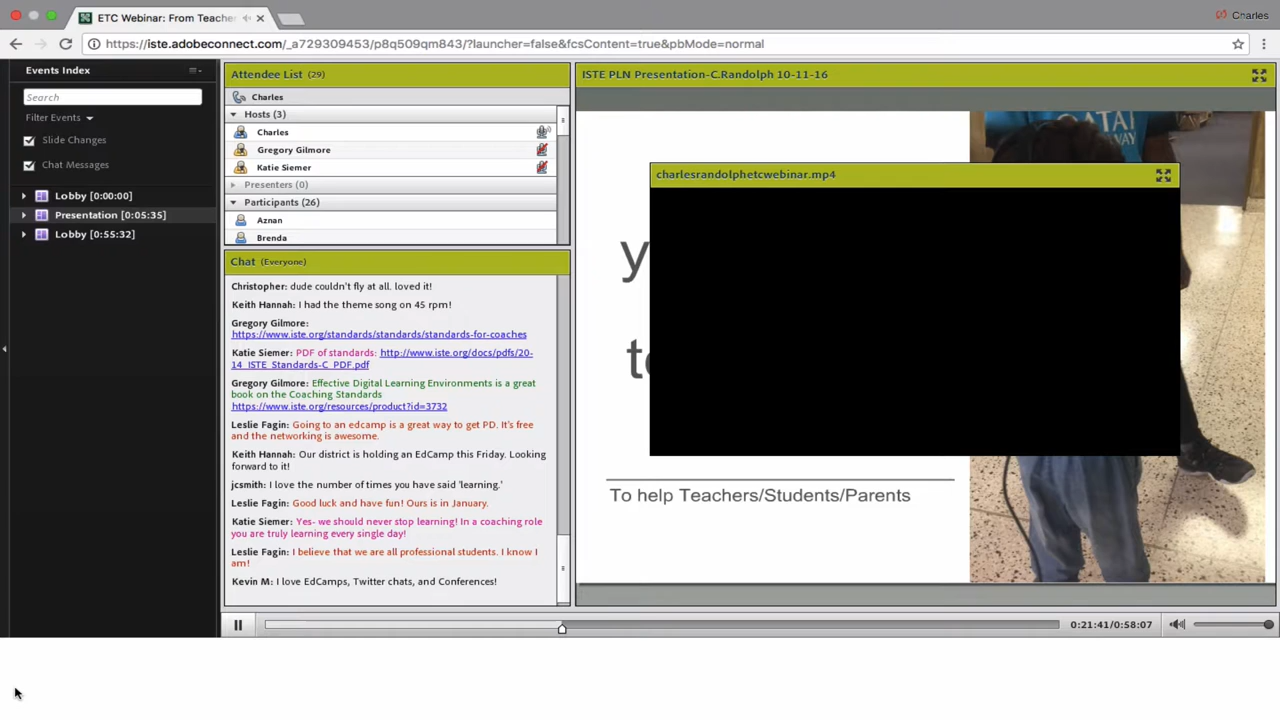 ETC Webinar: From Teacher
Charles
https://iste.adobeconnect.com/_a729309453/p8q509qm843/?launcher=false&fcsContent=true&pbMode=normal
Events Index
Search
Filter Events
Slide Changes
Chat Messages
Lobby [0:00:00]
Presentation [0:05:35]
Lobby [0:55:32]
Attendee List (29)
Charles
Hosts (3)
Charles
Gregory Gilmore
Katie Siemer
Presenters (0)
Participants (26)
Aznan
Brenda
Chat (Everyone)
Christopher: dude couldn't fly at all. loved it!
Keith Hannah: I had the theme song on 45 rpm!
Gregory Gilmore:
https://www.iste.org/standards/standards/standards-for-coaches
Katie Siemer: PDF of standards: http://www.iste.org/docs/pdfs/20-
14_ISTE_Standards-C_PDF.pdf
Gregory Gilmore: Effective Digital Learning Environments is a great
book on the Coaching Standards
https://www.iste.org/resources/product?id=3732
Leslie Fagin: Going to an edcamp is a great way to get PD. It's free
and the networking is awesome.
Keith Hannah: Our district is holding an EdCamp this Friday. Looking
forward to it!
jcsmith: I love the number of times you have said 'learning.'
Leslie Fagin: Good luck and have fun! Ours is in January.
Katie Siemer: Yes- we should never stop learning! In a coaching role
you are truly learning every single day!
Leslie Fagin: I believe that we are all professional students. I know I
am!
Kevin M: I love EdCamps, Twitter chats, and Conferences!
ISTE PLN Presentation-C.Randolph 10-11-16
charlesrandolphetcwebinar.mp4
To help Teachers/Students/Parents
0:21:41/0:58:07